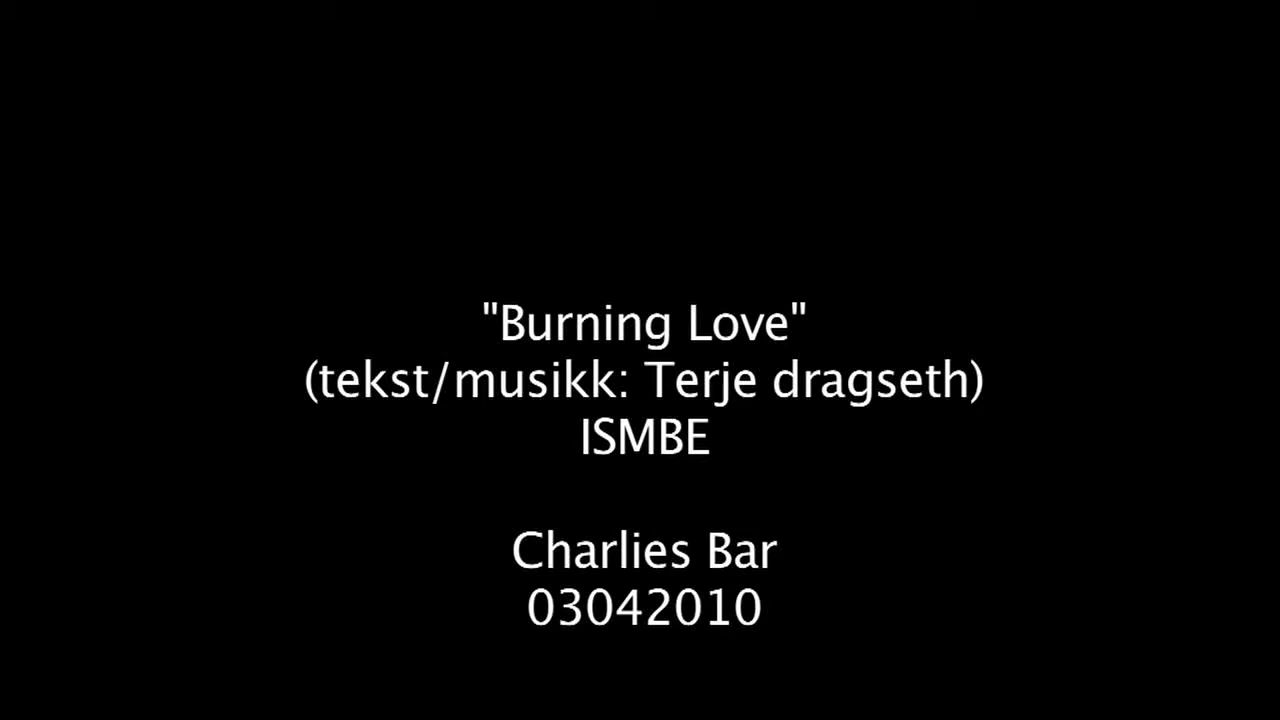 "Burning Love"
(tekst/musikk: Terje dragseth)
ISMBE
Charlies Bar
03042010